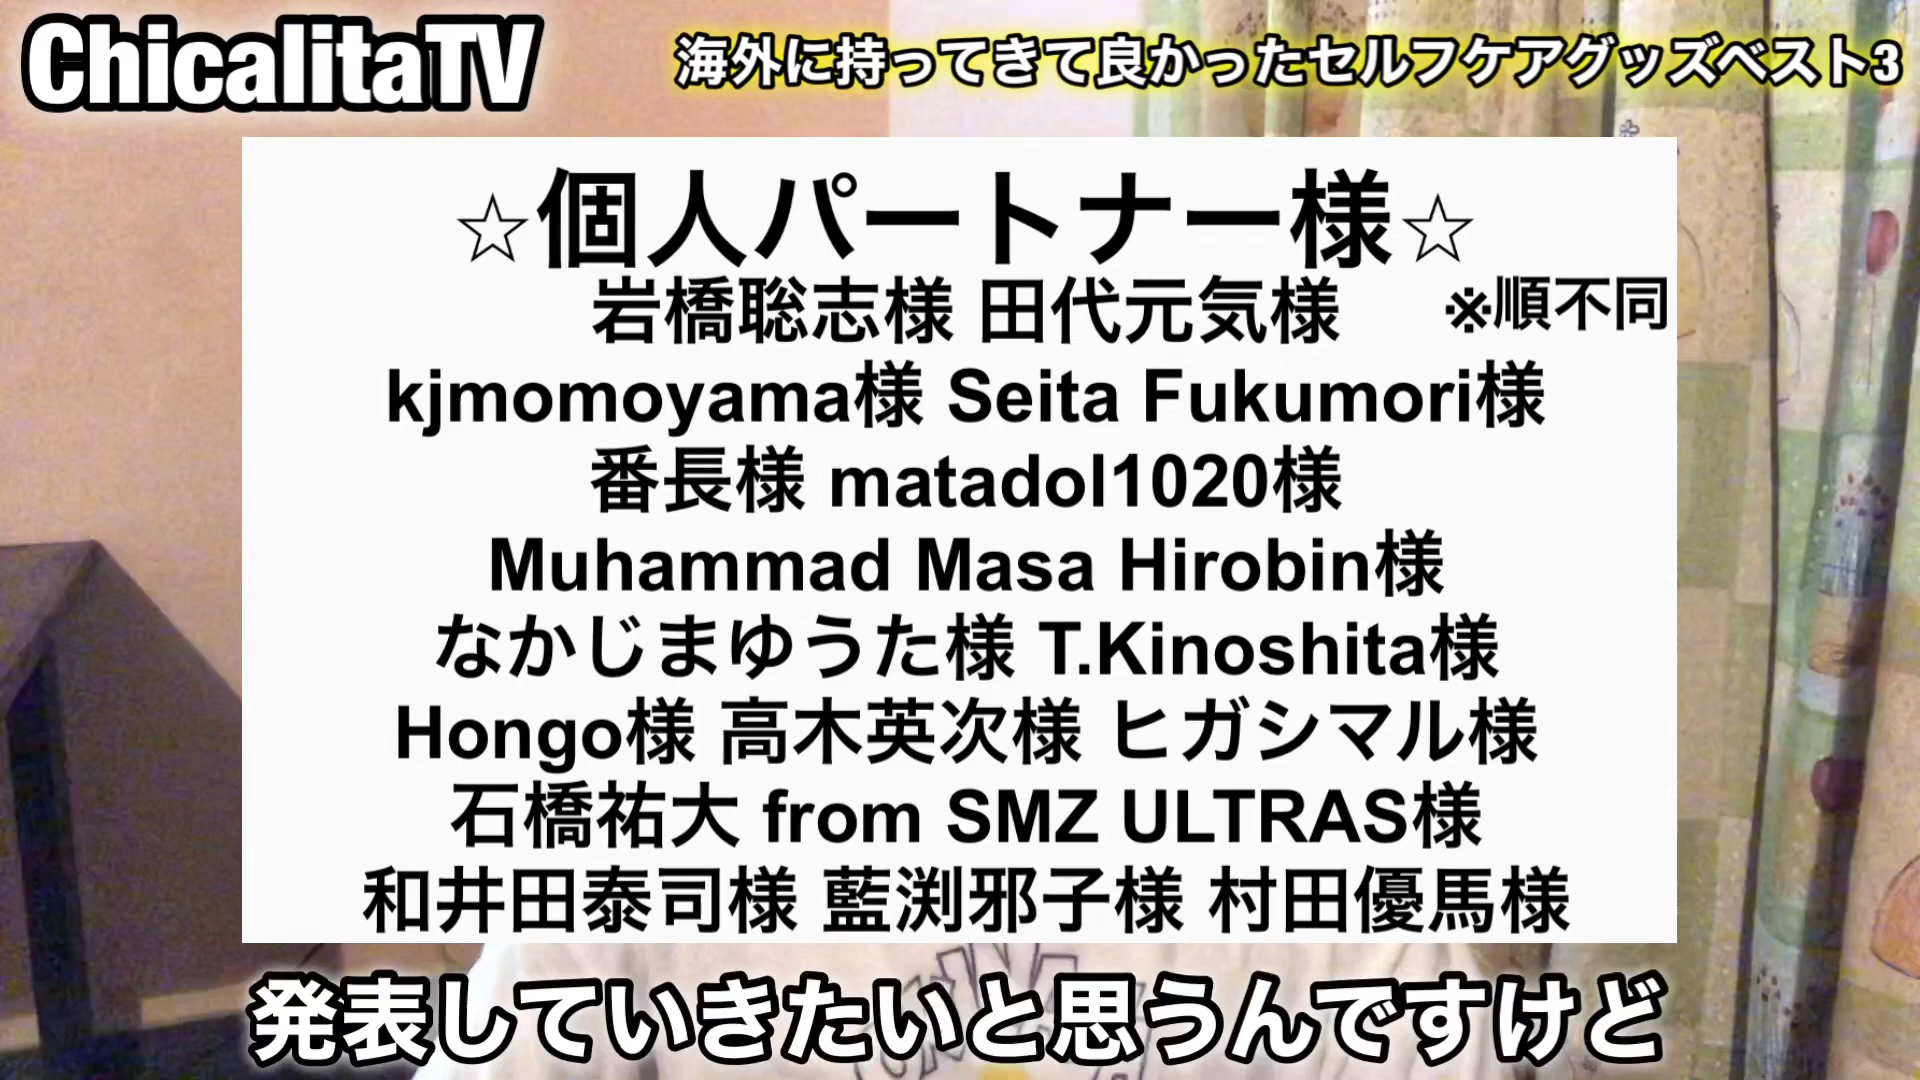 ChicalitaTV
海外に持ってきて良かったセルフケアグッズベスト3
☆個人パートナー様☆
岩橋聡志様 田代元気様 ※順不同
kjmomoyama様 Seita Fukumori様
番長様 matadol1020様
Muhammad Masa Hirobin様
なかじまゆうた様 T.Kinoshita様
Hongo様 高木英次様 ヒガシマル様
石橋祐大 from SMZ ULTRAS様
和井田泰司様 藍渕邪子様 村田優馬様
発表していきたいと思うんですけど